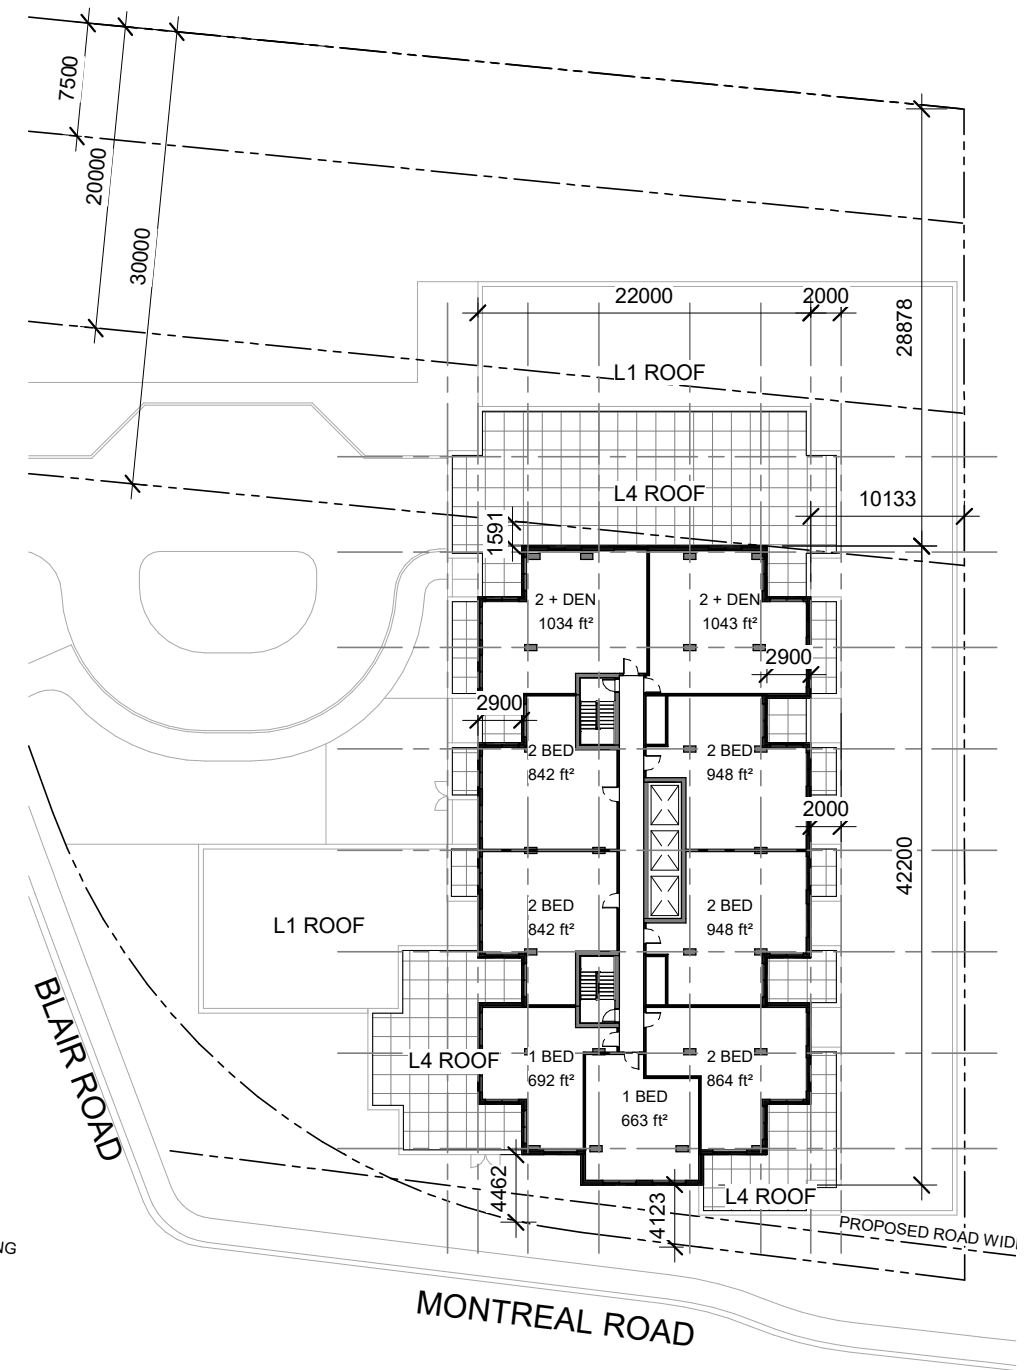 7500
20000
30000
22000
2000
28878
L1 ROOF
L4 ROOF
10133
1591
2 + DEN
1034 ft²
2 + DEN
1043 ft²
2900
2900
2 BED
842 ft²
2 BED
948 ft²
2000
42200
2 BED
842 ft²
2 BED
948 ft²
L1 ROOF
BLAIR ROAD
L4 ROOF
1 BED
692 ft²
2 BED
864 ft²
1 BED
663 ft²
4462
4123
L4 ROOF
PROPOSED ROAD WID
NG
MONTREAL ROAD